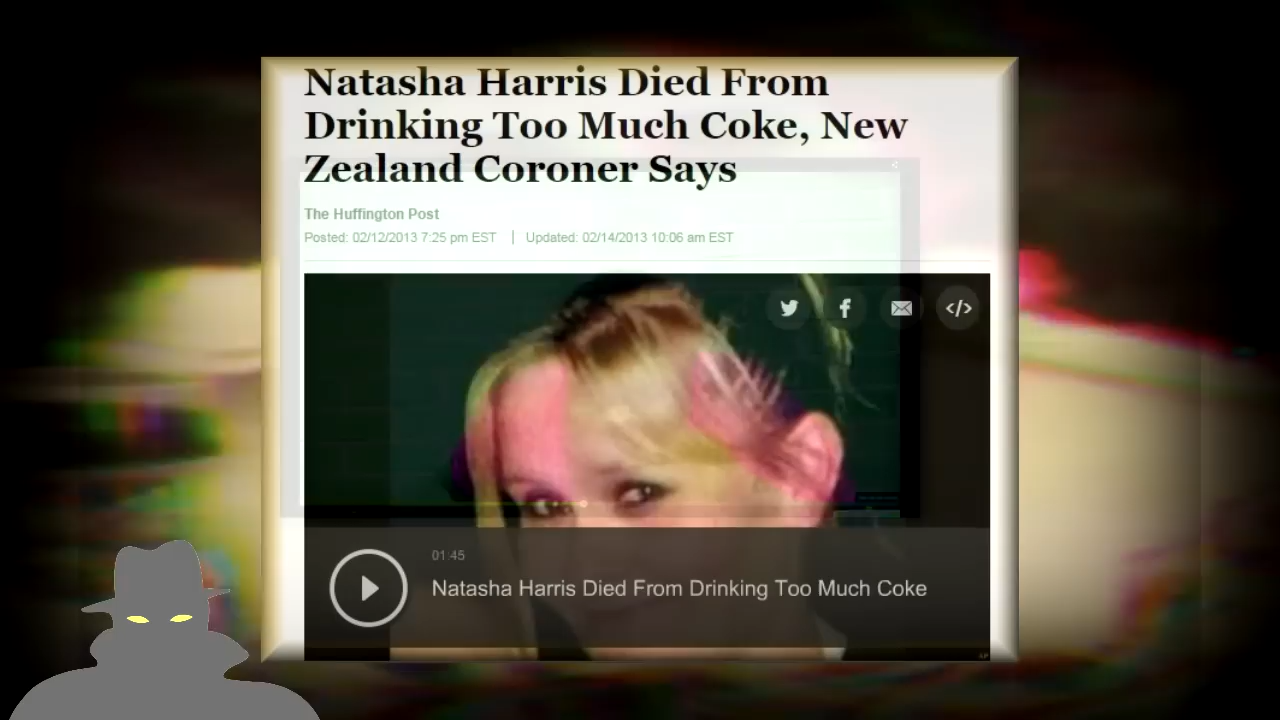 Natasha Harris Died From
Drinking Too Much Coke, New
Zealand Coroner Says
The Huffington Post
Posted: 02/12/2013 7:25 pm EST | Updated: 02/14/2013 10:06 am EST
</>
01:45
Natasha Harris Died From Drinking Too Much Coke
AP